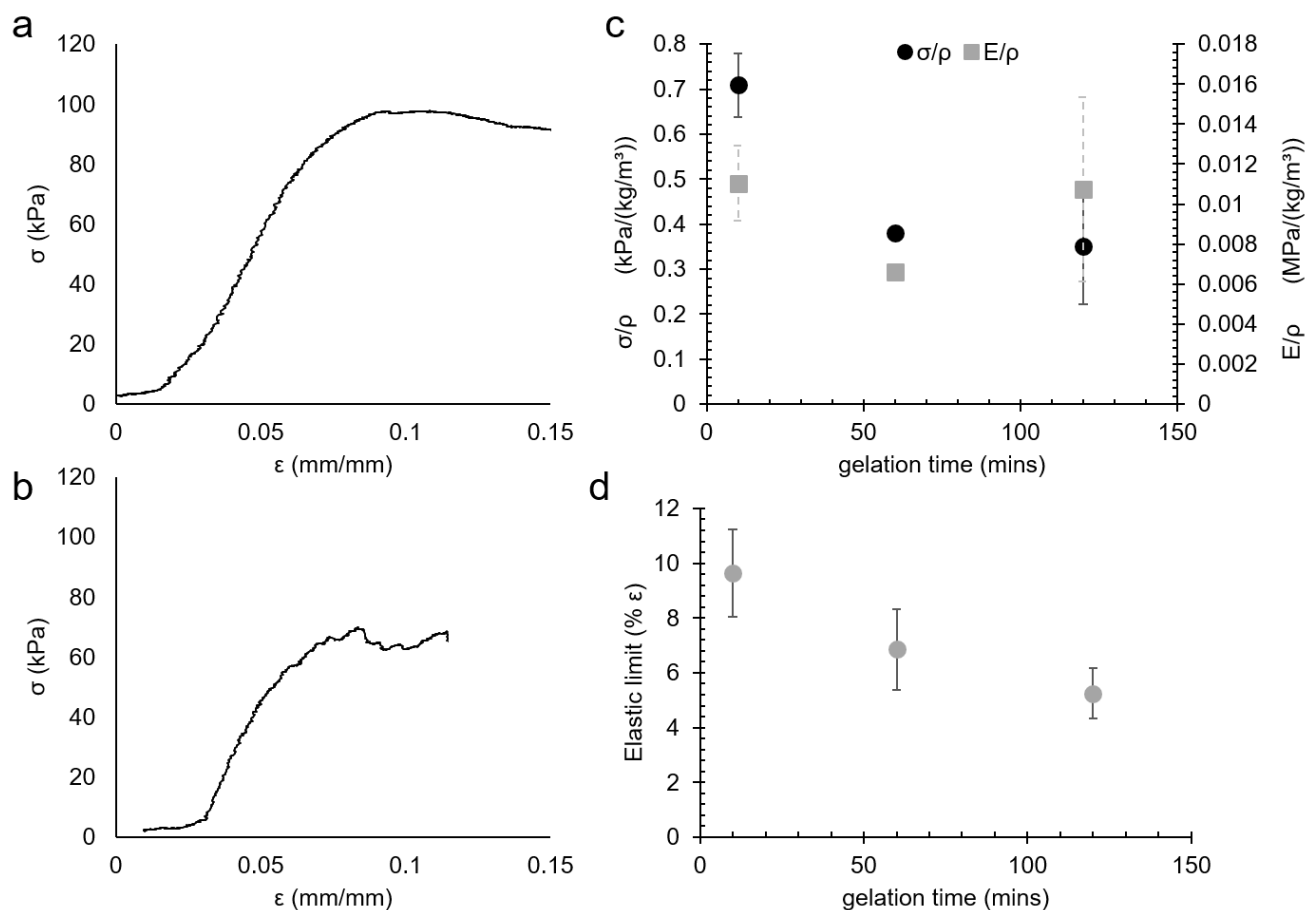 a
120
100
80
60
40
20
0
σ (kPa)
0 0.05 0.1 0.15
ε (mm/mm)
b
120
100
80
60
40
20
0
σ (kPa)
0 0.05 0.1 0.15
ε (mm/mm)
c
σ/ρ E/ρ
0.8
0.7
0.6
0.5
0.4
0.3
0.2
0.1
0
σ/ρ (kPa/(kg/m³))
0.018
0.016
0.014
0.012
0.01
0.008
0.006
0.004
0.002
0
E/ρ (MPa/(kg/m³))
0 50 100 150
gelation time (mins)
d
12
10
8
6
4
2
0
Elastic limit (% ε)
0 50 100 150
gelation time (mins)